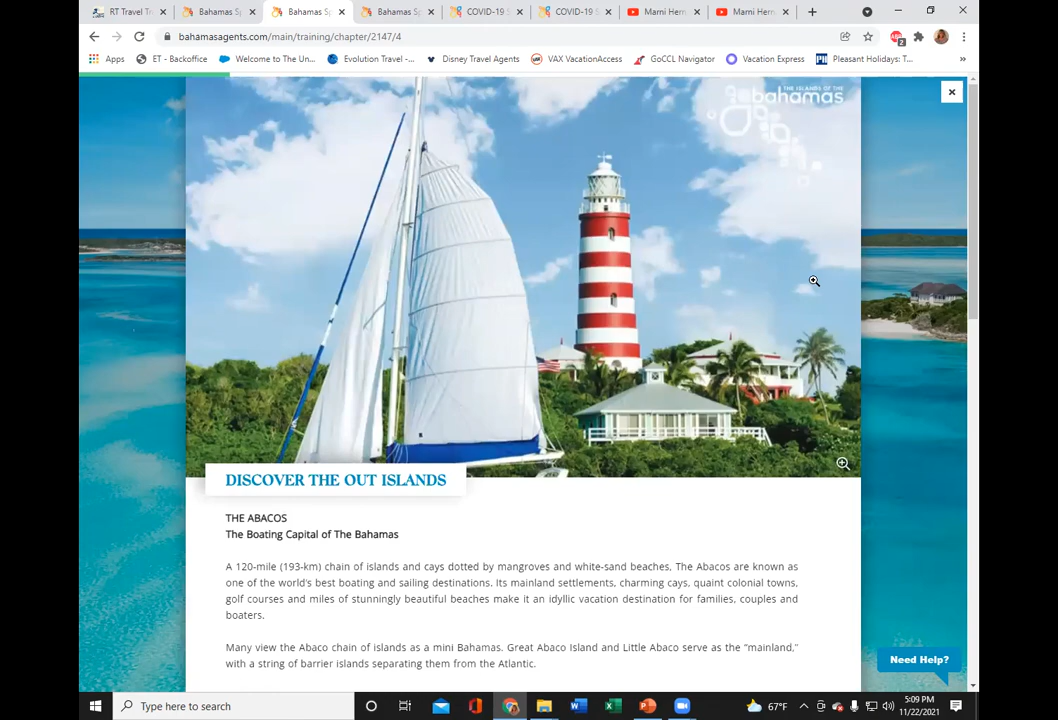 RT Travel Tr
Bahamas Sp
Bahamas Sp
Bahamas Sp
COVID-19 S
COVID-19 S
Marni Hern
Marni Hern
bahamasagents.com/main/training/chapter/2147/4
2
Apps
ET - Backoffice
Welcome to The Un...
Evolution Travel -...
Disney Travel Agents
VAX VacationAccess
GoCCL Navigator
Vacation Express
PH
Pleasant Holidays: T...
»
THE ISLANDS OF THE
bahamas
DISCOVER THE OUT ISLANDS
THE ABACOS
The Boating Capital of The Bahamas
A 120-mile (193-km) chain of islands and cays dotted by mangroves and white-sand beaches, The Abacos are known as
one of the world's best boating and sailing destinations. Its mainland settlements, charming cays, quaint colonial towns,
golf courses and miles of stunningly beautiful beaches make it an idyllic vacation destination for families, couples and
boaters.
Many view the Abaco chain of islands as a mini Bahamas. Great Abaco Island and Little Abaco serve as the "mainland,"
with a string of barrier islands separating them from the Atlantic.
Need Help?
Type here to search
67°F
5:09 PM
11/22/2021